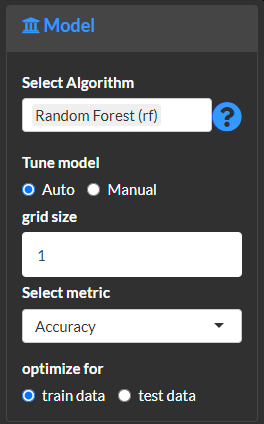 Model
Select Algorithm
Random Forest (rf)
?
Tune model
Auto Manual
grid size
1
Select metric
Accuracy
optimize for
train data test data